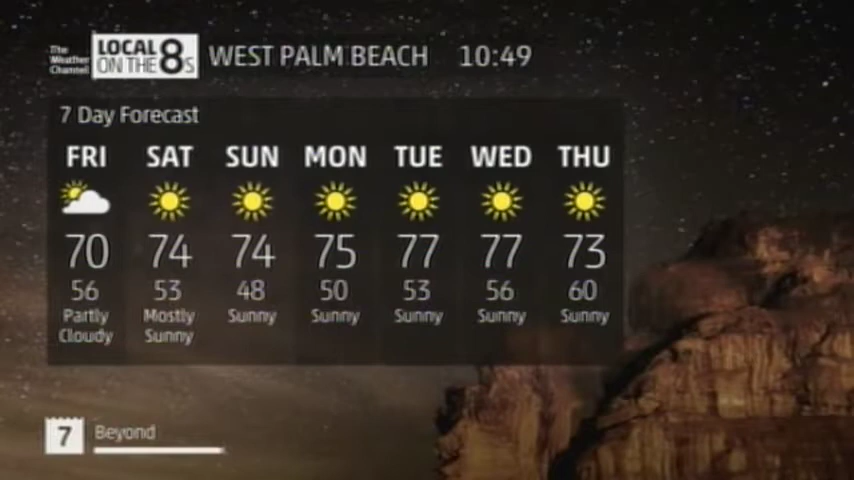 The Weather Channel
LOCAL ON THE 8s
WEST PALM BEACH 10:49
7 Day Forecast
FRI SAT SUN MON TUE WED THU
70 74 74 75 77 77 73
56 53 48 50 53 56 60
Partly Cloudy Mostly Sunny Sunny Sunny Sunny Sunny Sunny
7 Beyond